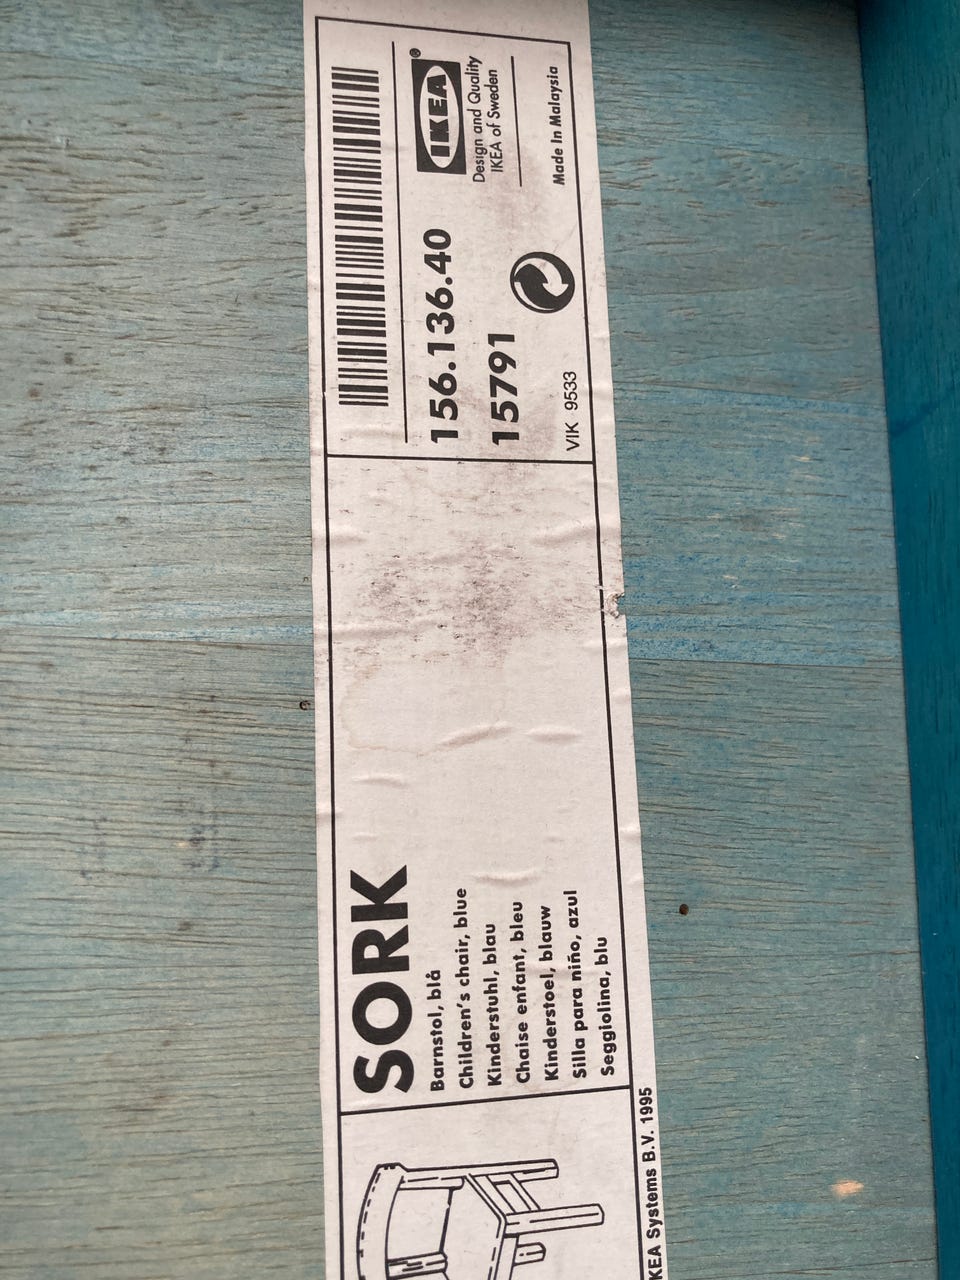 SORK
Barnstol, blå
Children's chair, blue
Kinderstuhl, blau
Chaise enfant, bleu
Kinderstoel, blauw
Silla para niño, azul
Seggiolina, blu
156.136.40
15791
VIK 9533
IKEA®
Design and Quality
IKEA of Sweden
Made In Malaysia
KEA Systems B.V. 1995